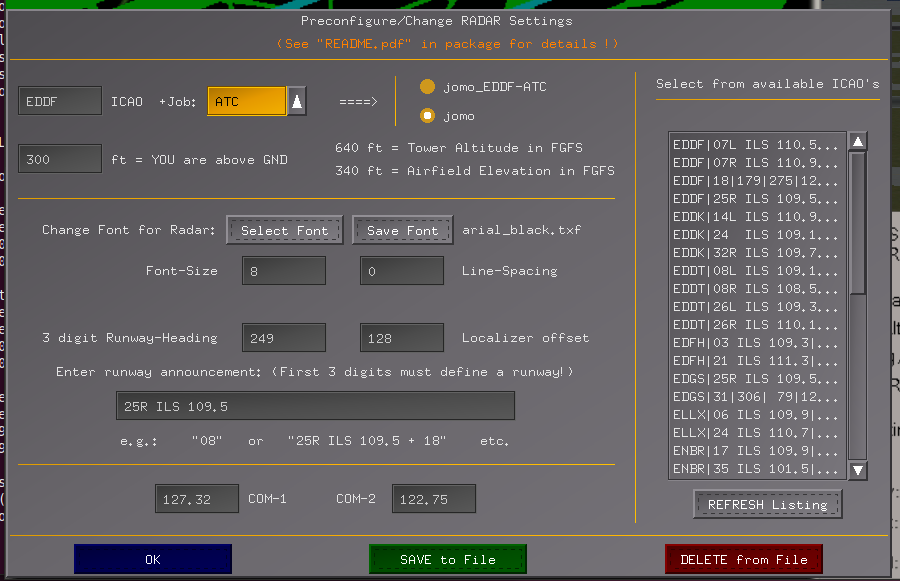 Preconfigure/Change RADAR Settings
(See "README.pdf" in package for details !)
EDDF ICAO +Job: ATC ====> jomo_EDDF-ATC
jomo
300 ft = YOU are above GND
640 ft = Tower Altitude in FGFS
340 ft = Airfield Elevation in FGFS
Change Font for Radar: Select Font Save Font arial_black.txf
Font-Size 8 0 Line-Spacing
3 digit Runway-Heading 249 128 Localizer offset
Enter runway announcement: (First 3 digits must define a runway!)
25R ILS 109.5
e.g.: "08" or "25R ILS 109.5 + 18" etc.
127.32 COM-1 COM-2 122.75
Select from available ICAO's
EDDF|07L ILS 110.5...
EDDF|07R ILS 110.9...
EDDF|18|179|275|12...
EDDF|25R ILS 109.5...
EDDK|14L ILS 110.9...
EDDK|24 ILS 109.1...
EDDK|32R ILS 109.7...
EDDT|08L ILS 109.1...
EDDT|08R ILS 108.5...
EDDT|26L ILS 109.3...
EDDT|26R ILS 110.1...
EDFH|03 ILS 109.3|...
EDFH|21 ILS 111.3|...
EDGS|25R ILS 109.5...
EDGS|31|306| 79|12...
ELLX|06 ILS 109.9|...
ELLX|24 ILS 110.7|...
ENBR|17 ILS 109.9|...
ENBR|35 ILS 101.5|...
REFRESH Listing
OK SAVE to File DELETE from File